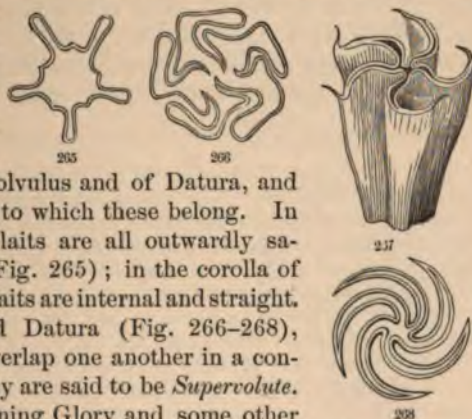 265
266
olvulus and of Datura, and
to which these belong. In
laits are all outwardly sa-
Fig. 265) ; in the corolla of
aits are internal and straight.
d Datura (Fig. 266–268),
verlap one another in a con-
y are said to be Supervolute.
ning Glory and some other
267
268